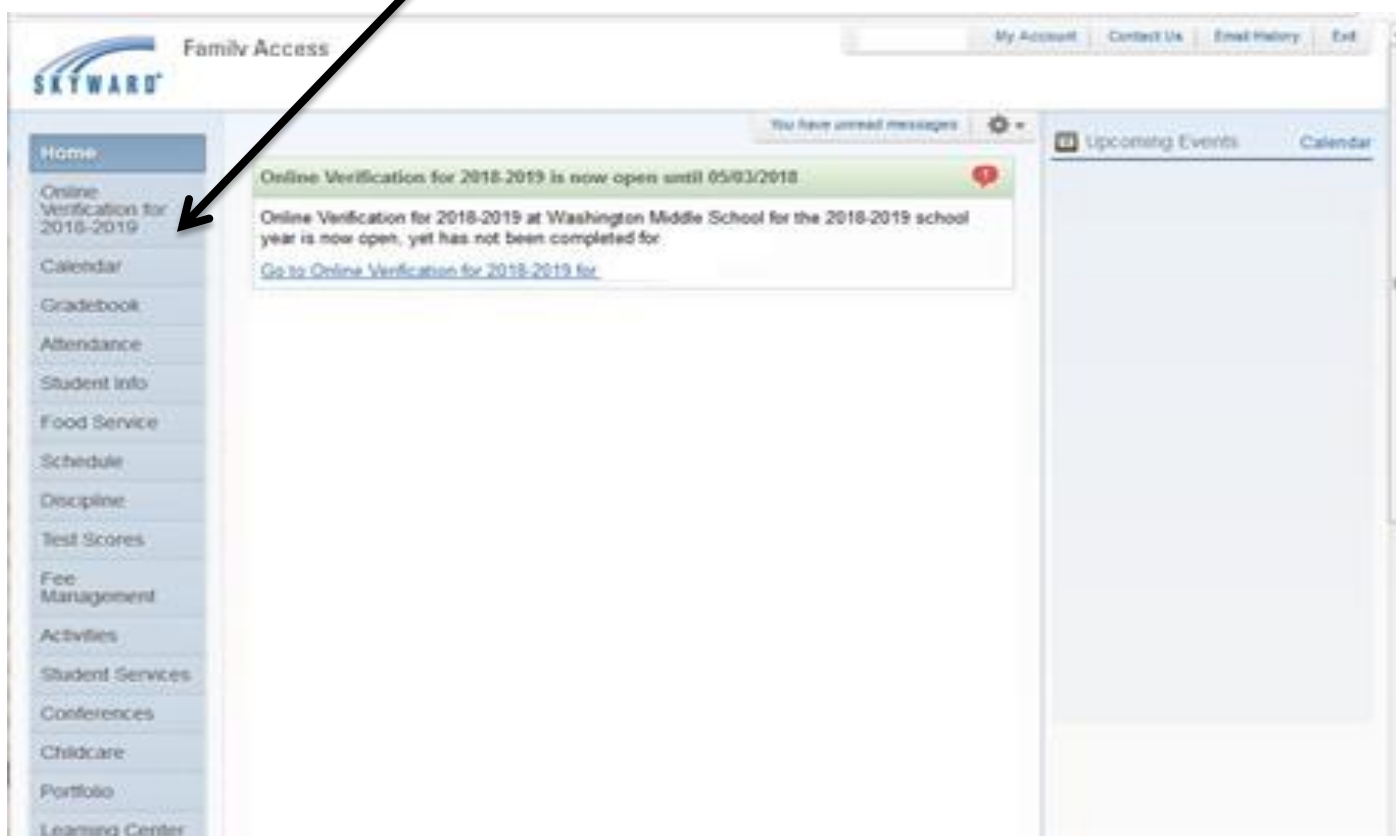 SKYWARD
Family Access
My Account
Contact Us
Email History
Exit
You have unread messages
Upcoming Events
Calendar
Home
Online
Verification for
2018-2019
Calendar
Gradebook
Attendance
Student Info
Food Service
Schedule
Discipline
Test Scores
Fee
Management
Activities
Student Services
Conferences
Childcare
Portfolio
Learning Center
Online Verification for 2018-2019 is now open until 05/03/2018
Online Verification for 2018-2019 at Washington Middle School for the 2018-2019 school
year is now open, yet has not been completed for
Go to Online Verification for 2018-2019 for